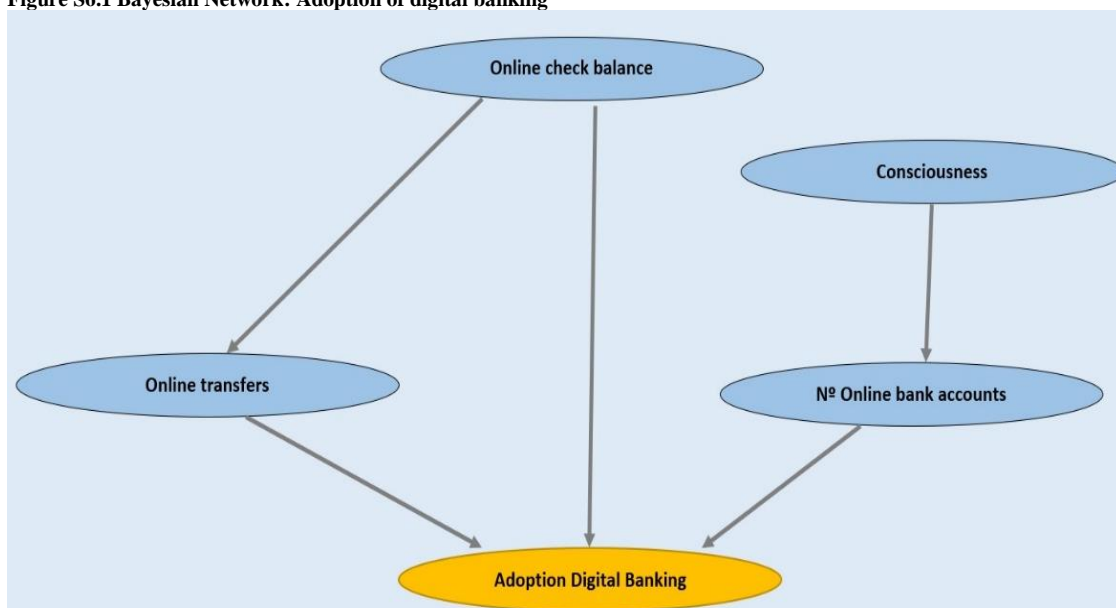 Figure S6.1 Bayesian Network: Adoption of digital banking
Online check balance
Consciousness
Online transfers
Nº Online bank accounts
Adoption Digital Banking